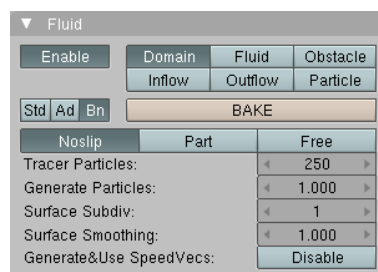 Fluid
Enable Domain Fluid Obstacle
Inflow Outflow Particle
Std Ad Bn BAKE
Noslip Part Free
Tracer Particles: 250
Generate Particles: 1.000
Surface Subdiv: 1
Surface Smoothing: 1.000
Generate&Use SpeedVecs: Disable